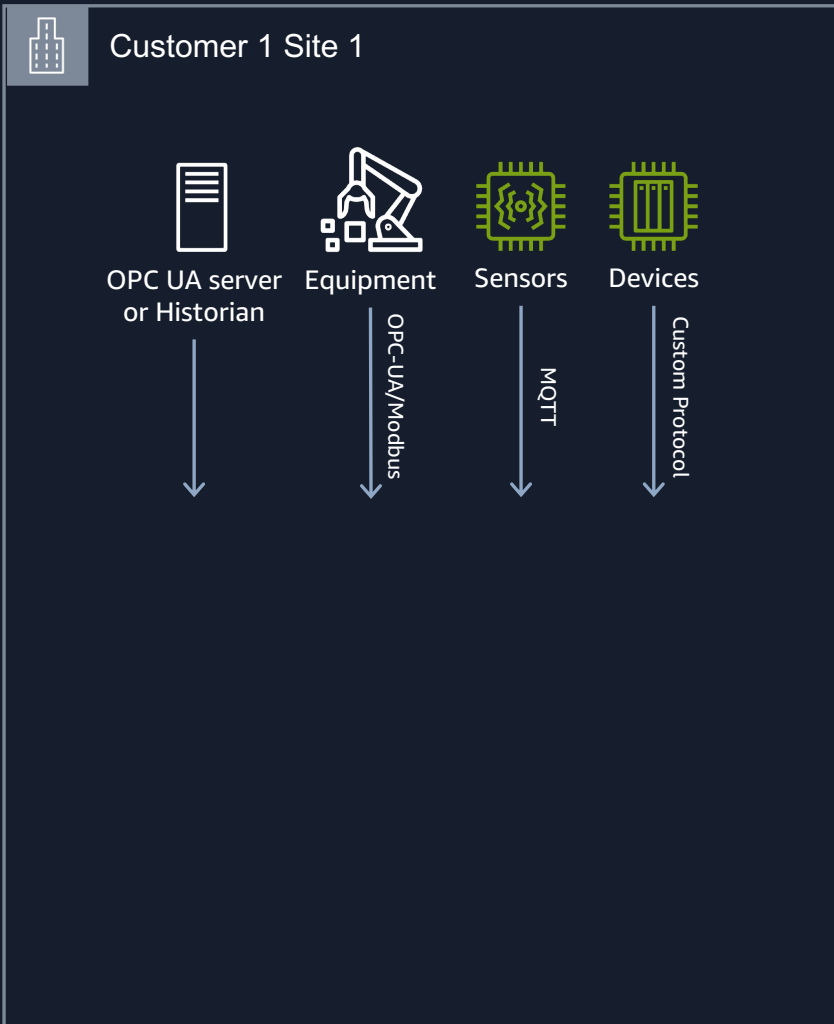 Customer 1 Site 1
OPC UA server
or Historian
Equipment
Sensors
Devices
OPC-UA/Modbus
MQTT
Custom Protocol